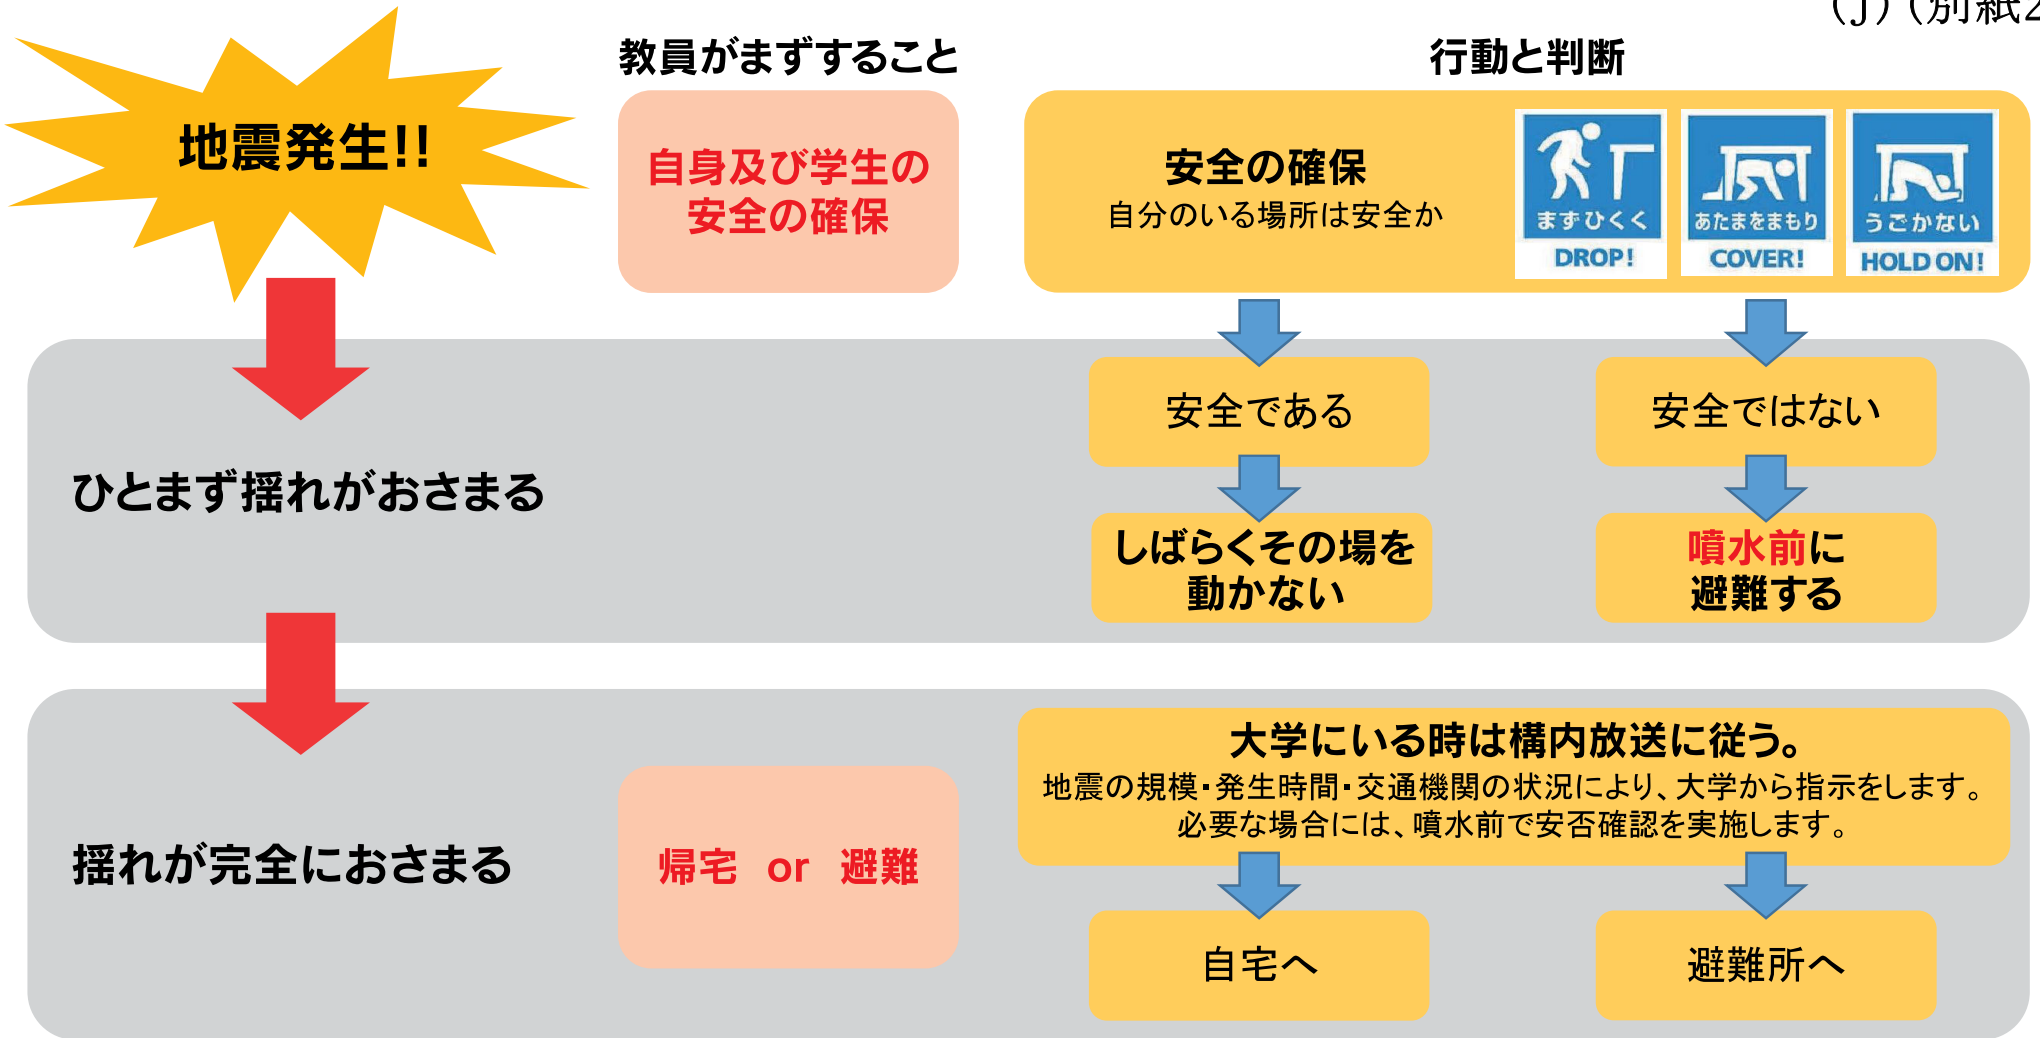 (J) (別紙2
教員がまずすること
行動と判断
地震発生!!
自身及び学生の
安全の確保
安全の確保
自分のいる場所は安全か
まずひくく
DROP!
あたまをまもり
COVER!
うごかない
HOLD ON!
安全である
安全ではない
ひとまず揺れがおさまる
しばらくその場を
動かない
噴水前に
避難する
大学にいる時は構内放送に従う。
地震の規模・発生時間・交通機関の状況により、大学から指示をします。
必要な場合には、噴水前で安否確認を実施します。
揺れが完全におさまる
帰宅 or 避難
自宅へ
避難所へ